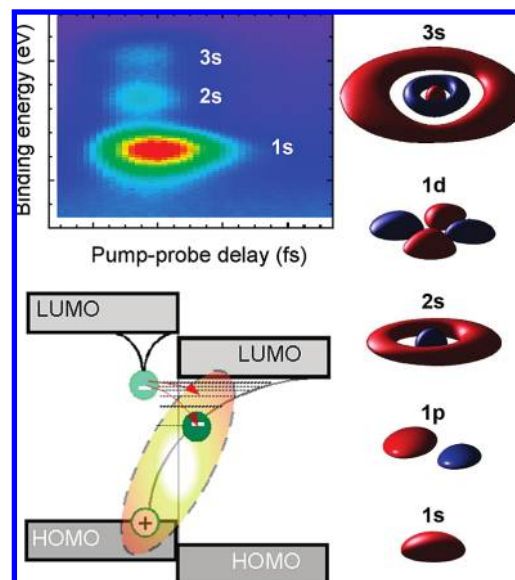 Binding energy (eV)
3s
2s
1s
Pump-probe delay (fs)
LUMO
LUMO
−
−
+
HOMO
HOMO
3s
1d
2s
1p
1s